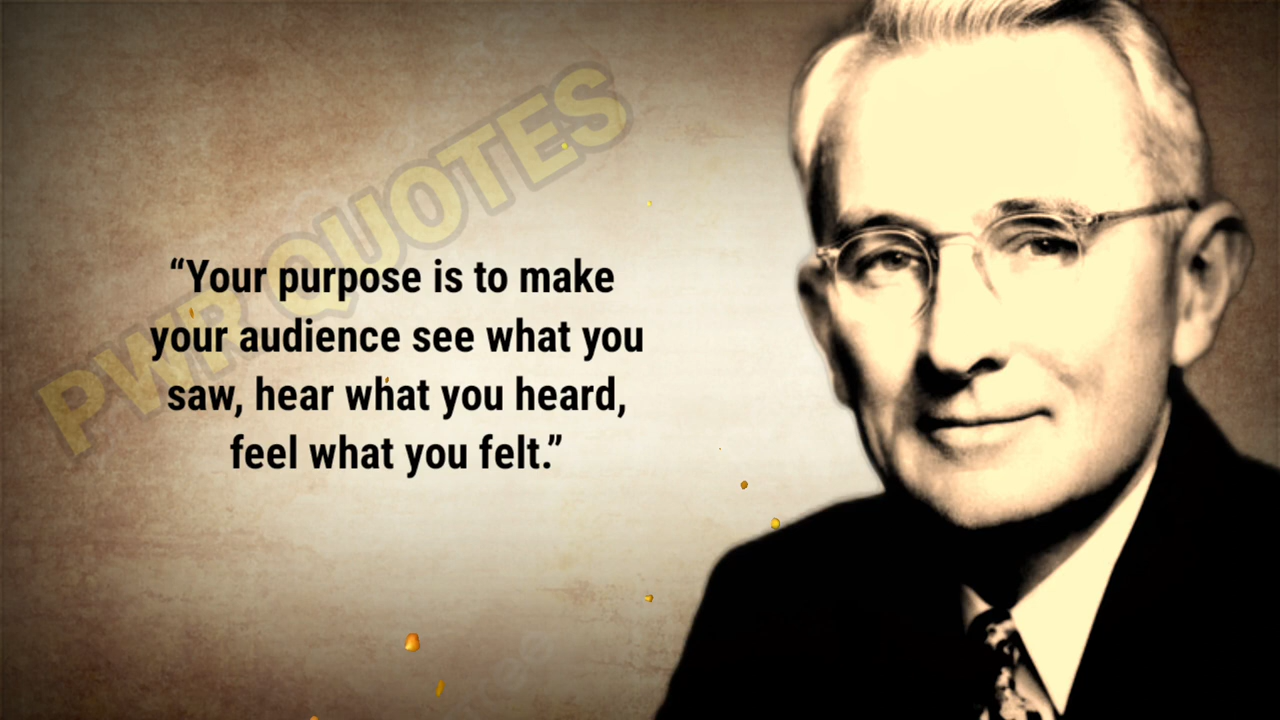 PWR QUOTES
“Your purpose is to make
your audience see what you
saw, hear what you heard,
feel what you felt.”